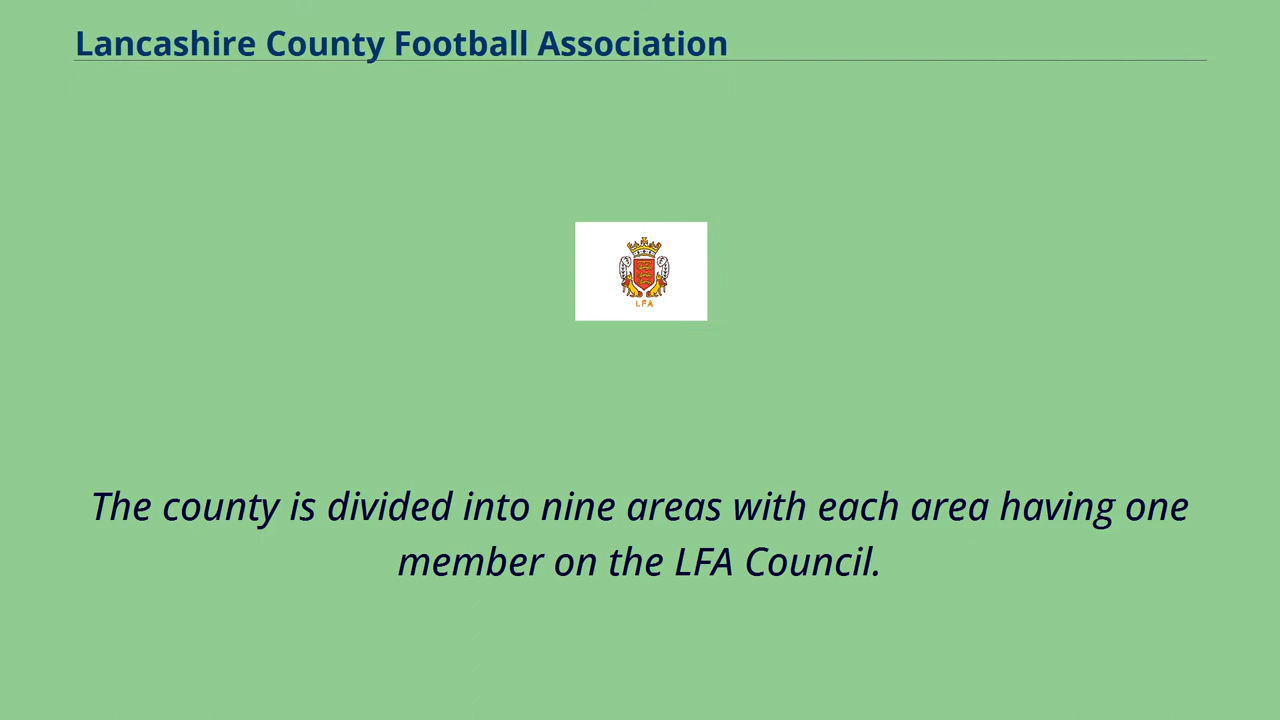 Lancashire County Football Association
LFA
The county is divided into nine areas with each area having one
member on the LFA Council.